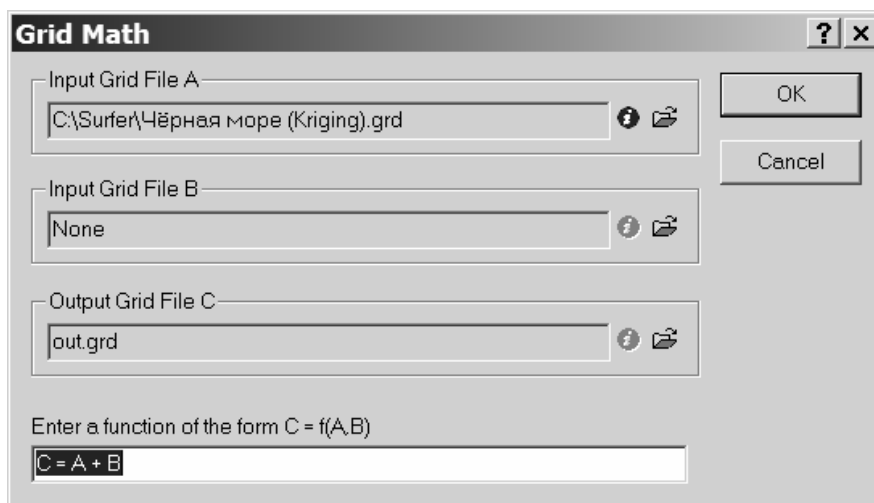 Grid Math
Input Grid File A
C:\Surfer\Чёрная море (Kriging).grd
OK
Cancel
Input Grid File B
None
Output Grid File C
out.grd
Enter a function of the form C = f(A,B)
C = A + B